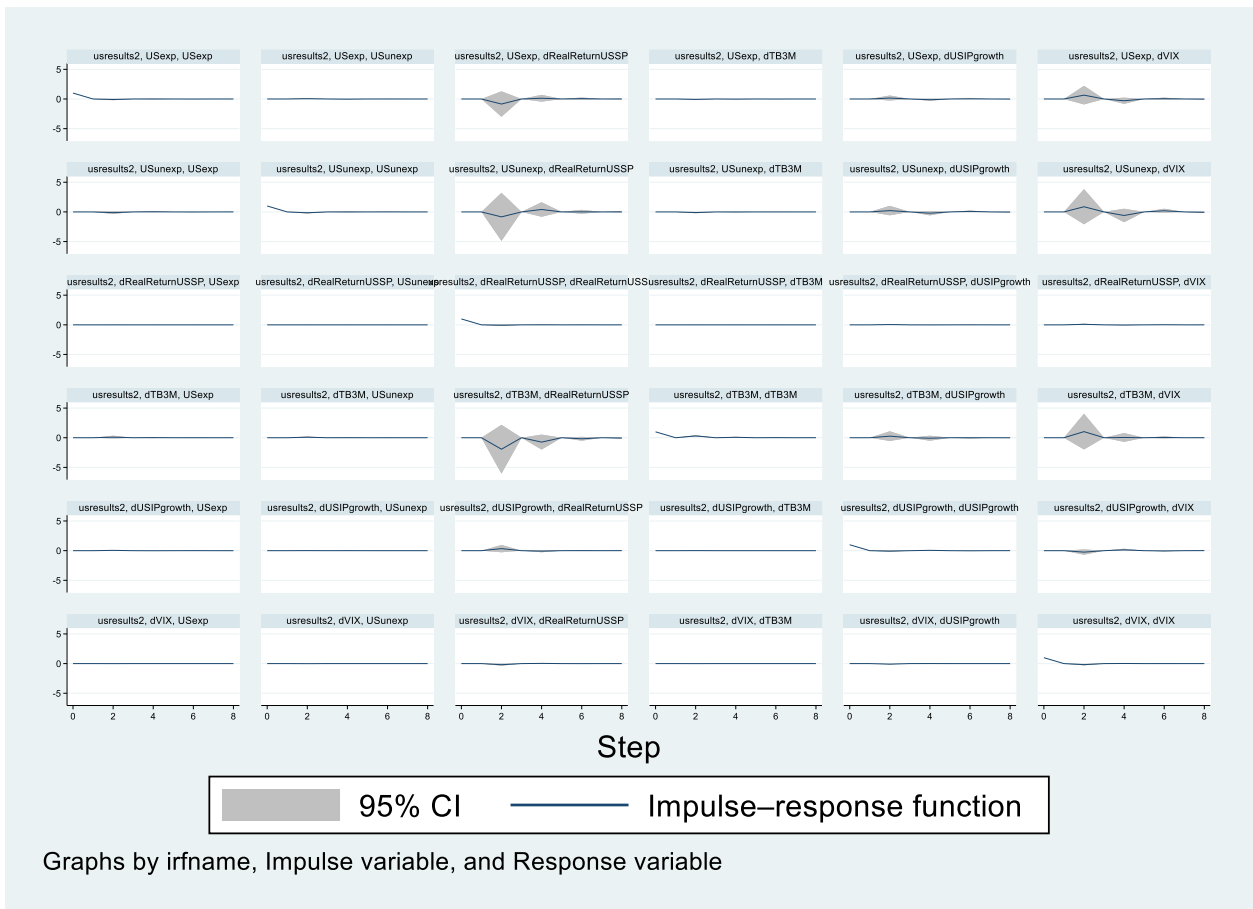 usresults2, USexp, USexp usresults2, USexp, USunexp usresults2, USexp, dRealReturnUSSP usresults2, USexp, dTB3M usresults2, USexp, dUSIPgrowth usresults2, USexp, dVIX
5
0
-5
usresults2, USunexp, USexp usresults2, USunexp, USunexp usresults2, USunexp, dRealReturnUSSP usresults2, USunexp, dTB3M usresults2, USunexp, dUSIPgrowth usresults2, USunexp, dVIX
5
0
-5
usresults2, dRealReturnUSSP, USexp usresults2, dRealReturnUSSP, USunexp usresults2, dRealReturnUSSP, dRealReturnUSS usresults2, dRealReturnUSSP, dTB3M usresults2, dRealReturnUSSP, dUSIPgrowth usresults2, dRealReturnUSSP, dVIX
5
0
-5
usresults2, dTB3M, USexp usresults2, dTB3M, USunexp usresults2, dTB3M, dRealReturnUSSP usresults2, dTB3M, dTB3M usresults2, dTB3M, dUSIPgrowth usresults2, dTB3M, dVIX
5
0
-5
usresults2, dUSIPgrowth, USexp usresults2, dUSIPgrowth, USunexp usresults2, dUSIPgrowth, dRealReturnUSSP usresults2, dUSIPgrowth, dTB3M usresults2, dUSIPgrowth, dUSIPgrowth usresults2, dUSIPgrowth, dVIX
5
0
-5
usresults2, dVIX, USexp usresults2, dVIX, USunexp usresults2, dVIX, dRealReturnUSSP usresults2, dVIX, dTB3M usresults2, dVIX, dUSIPgrowth usresults2, dVIX, dVIX
5
0
-5
0 2 4 6 8 0 2 4 6 8 0 2 4 6 8 0 2 4 6 8 0 2 4 6 8 0 2 4 6 8
Step
95% CI Impulse–response function
Graphs by irfname, Impulse variable, and Response variable